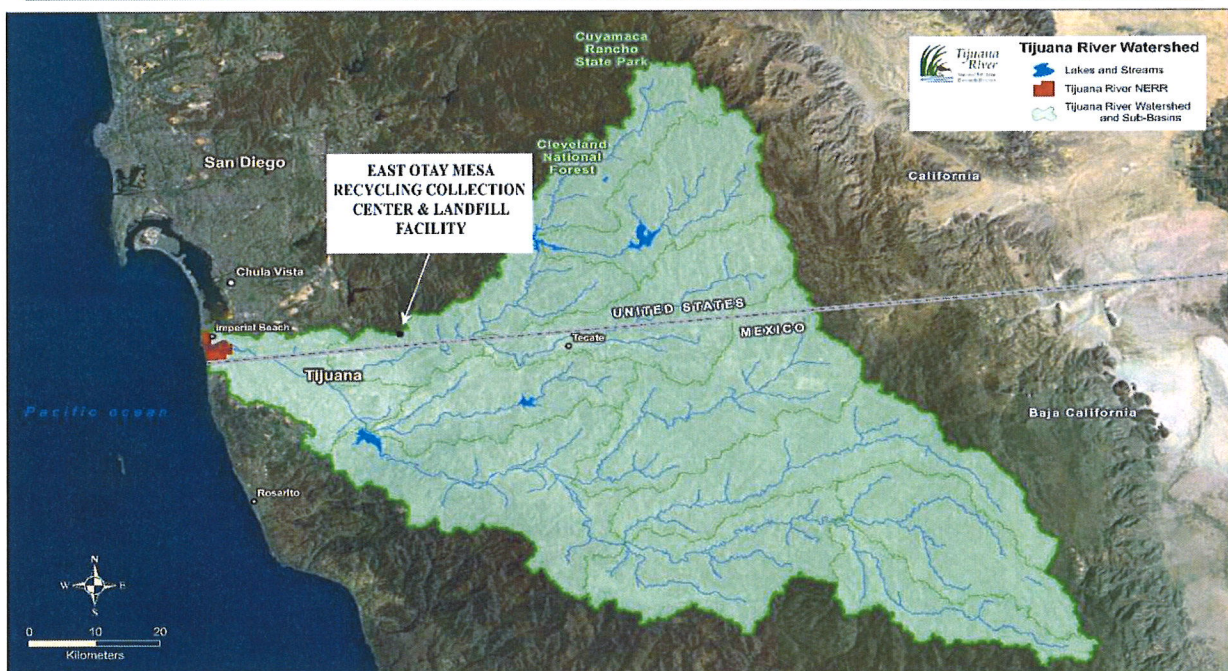 Cuyamaca
Rancho
State Park
Tijuana
River
Tijuana River Watershed
Lakes and Streams
Tijuana River NERR
Tijuana River Watershed
and Sub-Basins
San Diego
Cleveland
National
Forest
EAST OTAY MESA
RECYCLING COLLECTION
CENTER & LANDFILL
FACILITY
California
Chula Vista
UNITED STATES
Imperial Beach
MEXICO
Tecate
Tijuana
Pacific ocean
Baja California
Rosarito
N
W
E
S
0 10 20
Kilometers